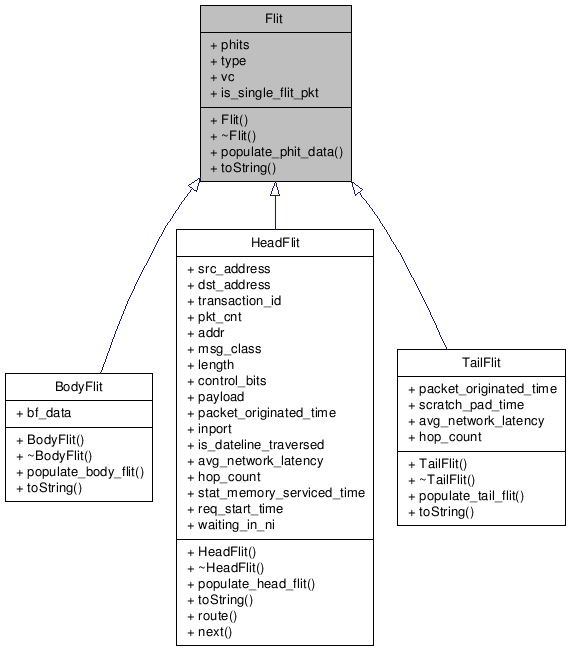 Flit
+ phits
+ type
+ vc
+ is_single_flit_pkt
+ Flit()
+ ~Flit()
+ populate_phit_data()
+ toString()
HeadFlit
+ src_address
+ dst_address
+ transaction_id
+ pkt_cnt
+ addr
+ msg_class
+ length
+ control_bits
+ payload
+ packet_originated_time
+ inport
+ is_dateline_traversed
+ avg_network_latency
+ hop_count
+ stat_memory_serviced_time
+ req_start_time
+ waiting_in_ni
+ HeadFlit()
+ ~HeadFlit()
+ populate_head_flit()
+ toString()
+ route()
+ next()
BodyFlit
+ bf_data
+ BodyFlit()
+ ~BodyFlit()
+ populate_body_flit()
+ toString()
TailFlit
+ packet_originated_time
+ scratch_pad_time
+ avg_network_latency
+ hop_count
+ TailFlit()
+ ~TailFlit()
+ populate_tail_flit()
+ toString()